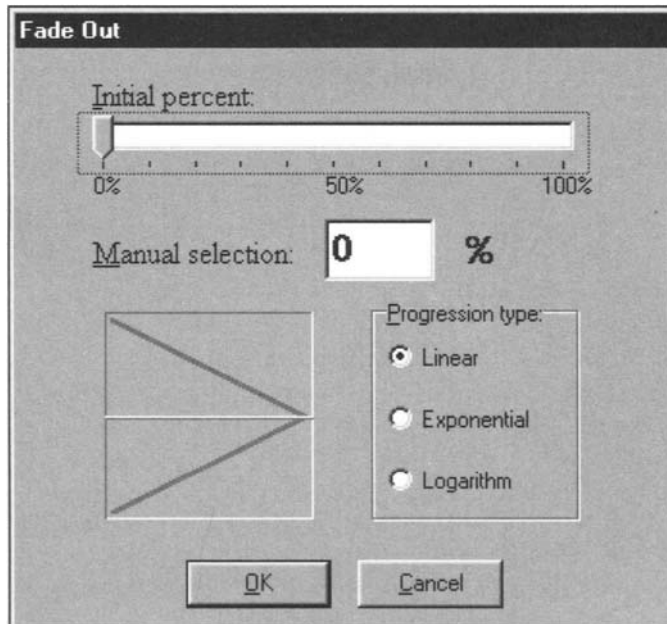 Fade Out
Initial percent:
0% 50% 100%
Manual selection: 0 %
Progression type:
Linear
Exponential
Logarithm
OK Cancel